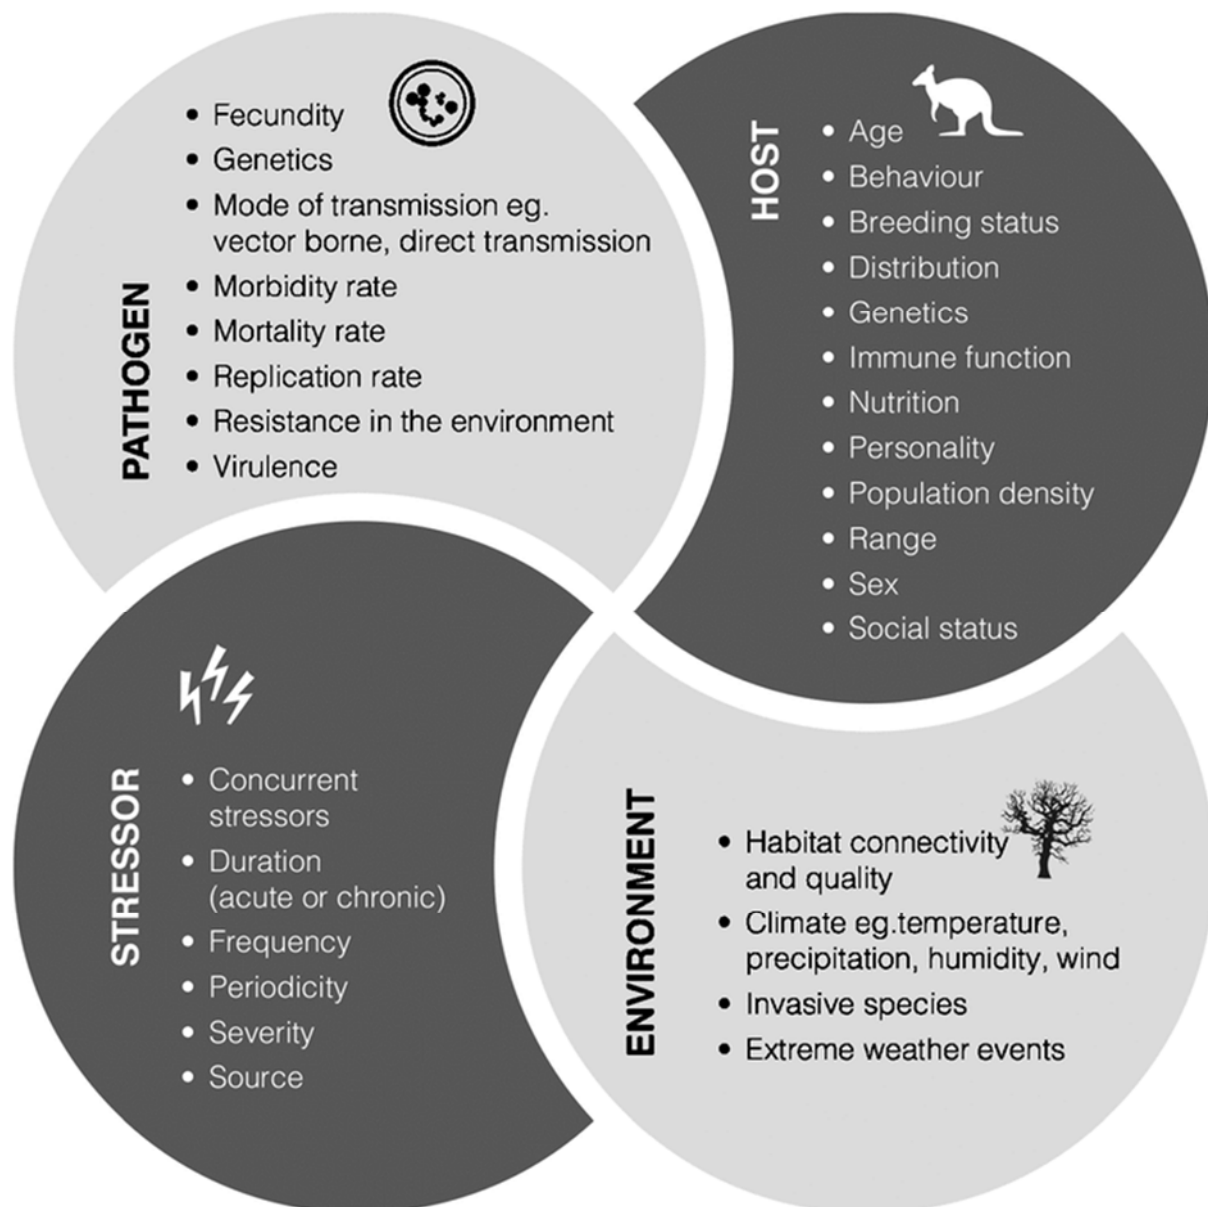 PATHOGEN
• Fecundity
• Genetics
• Mode of transmission eg.
vector borne, direct transmission
• Morbidity rate
• Mortality rate
• Replication rate
• Resistance in the environment
• Virulence
HOST
• Age
• Behaviour
• Breeding status
• Distribution
• Genetics
• Immune function
• Nutrition
• Personality
• Population density
• Range
• Sex
• Social status
STRESSOR
• Concurrent
stressors
• Duration
(acute or chronic)
• Frequency
• Periodicity
• Severity
• Source
ENVIRONMENT
• Habitat connectivity
and quality
• Climate eg.temperature,
precipitation, humidity, wind
• Invasive species
• Extreme weather events